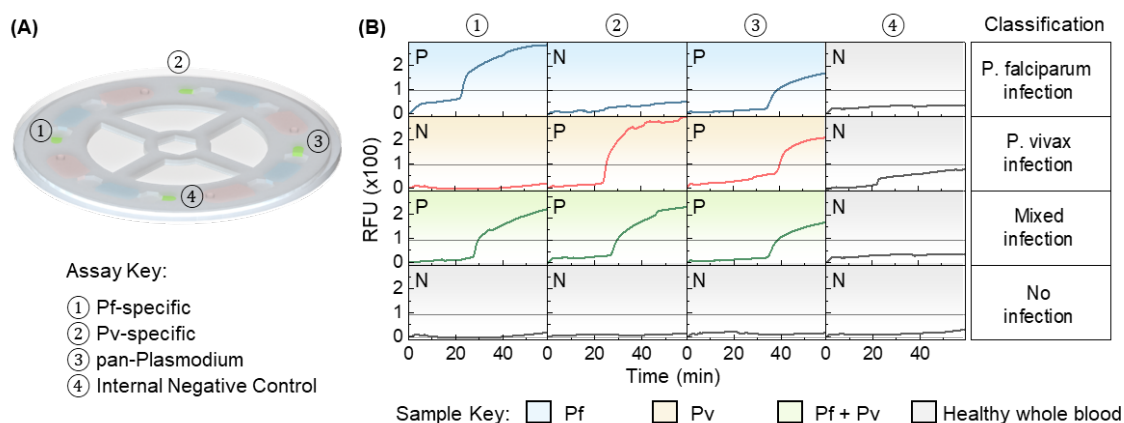 (A)
②
①
③
④
Assay Key:
① Pf-specific
② Pv-specific
③ pan-Plasmodium
④ Internal Negative Control
(B)
① ② ③ ④ Classification
RFU (x100)
2 1 0 P N P N P. falciparum infection
2 1 0 N P P N P. vivax infection
2 1 0 P P P N Mixed infection
2 1 0 N N N N No infection
0 20 40 0 20 40 0 20 40 0 20 40
Time (min)
Sample Key: Pf Pv Pf + Pv Healthy whole blood